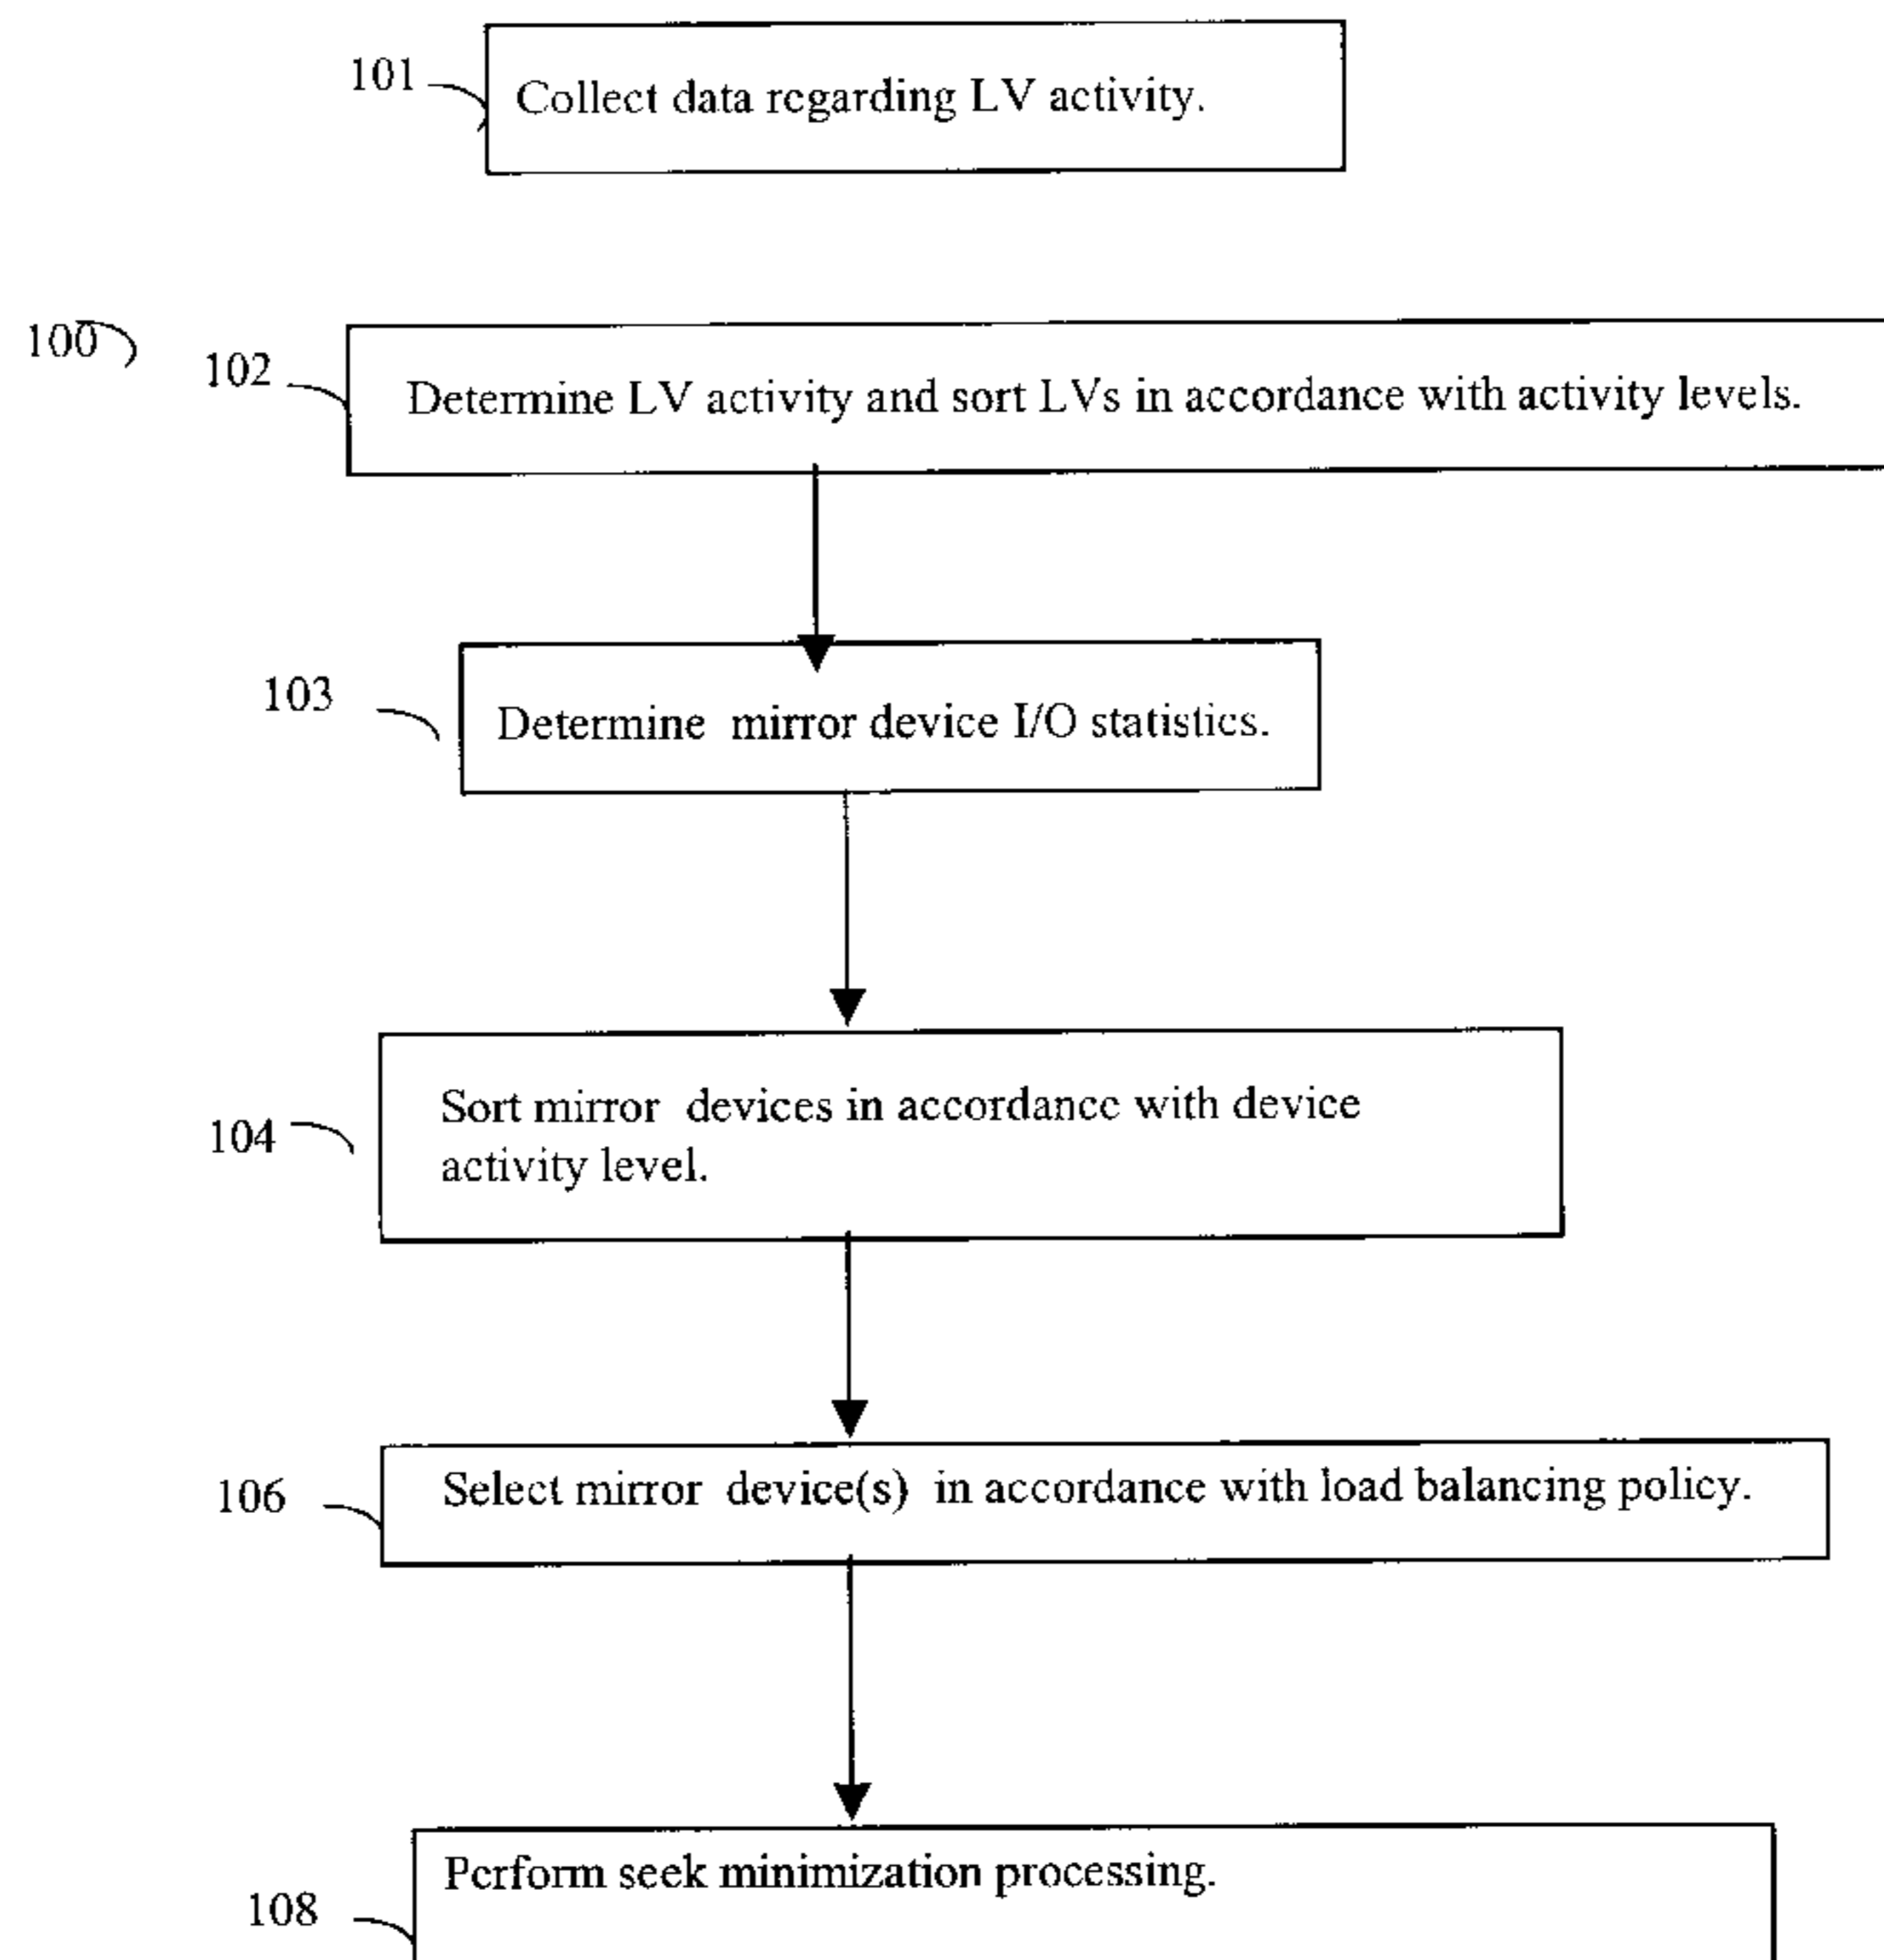 101
Collect data regarding LV activity.
100
102
Determine LV activity and sort LVs in accordance with activity levels.
103
Determine mirror device I/O statistics.
104
Sort mirror devices in accordance with device
activity level.
106
Select mirror device(s) in accordance with load balancing policy.
108
Perform seek minimization processing.